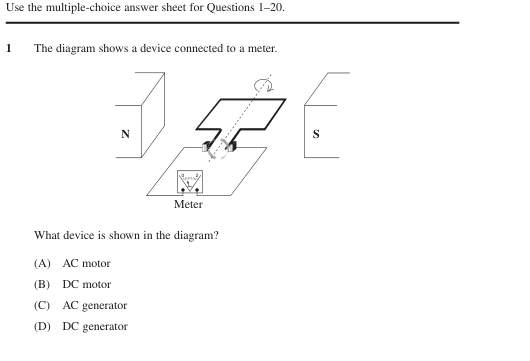 Use the multiple-choice answer sheet for Questions 1–20.
1 The diagram shows a device connected to a meter.
N
S
Meter
What device is shown in the diagram?
(A) AC motor
(B) DC motor
(C) AC generator
(D) DC generator